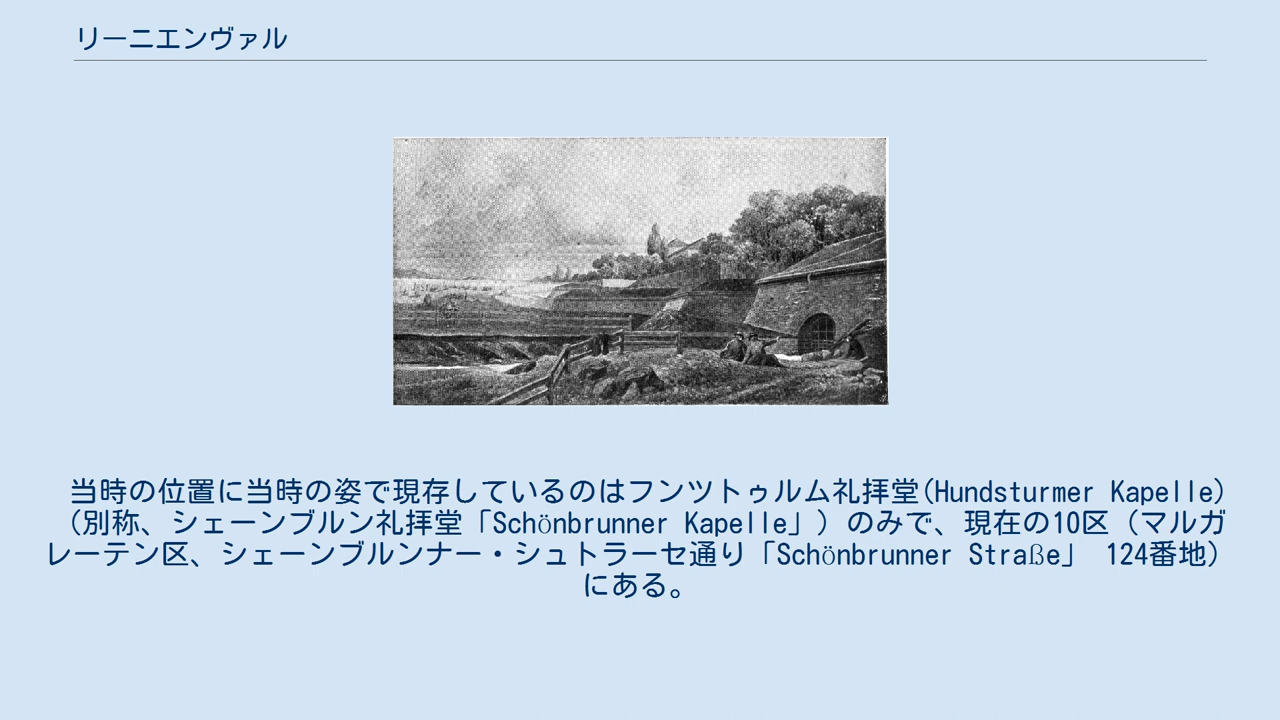 リーニエンヴァル
当時の位置に当時の姿で現存しているのはフンツトゥルム礼拝堂(Hundsturmer Kapelle)
(別称、シェーンブルン礼拝堂「Schönbrunner Kapelle」）のみで、現在の10区（マルガ
レーテン区、シェーンブルンナー・シュトラーセ通り「Schönbrunner Straße」 124番地）
にある。